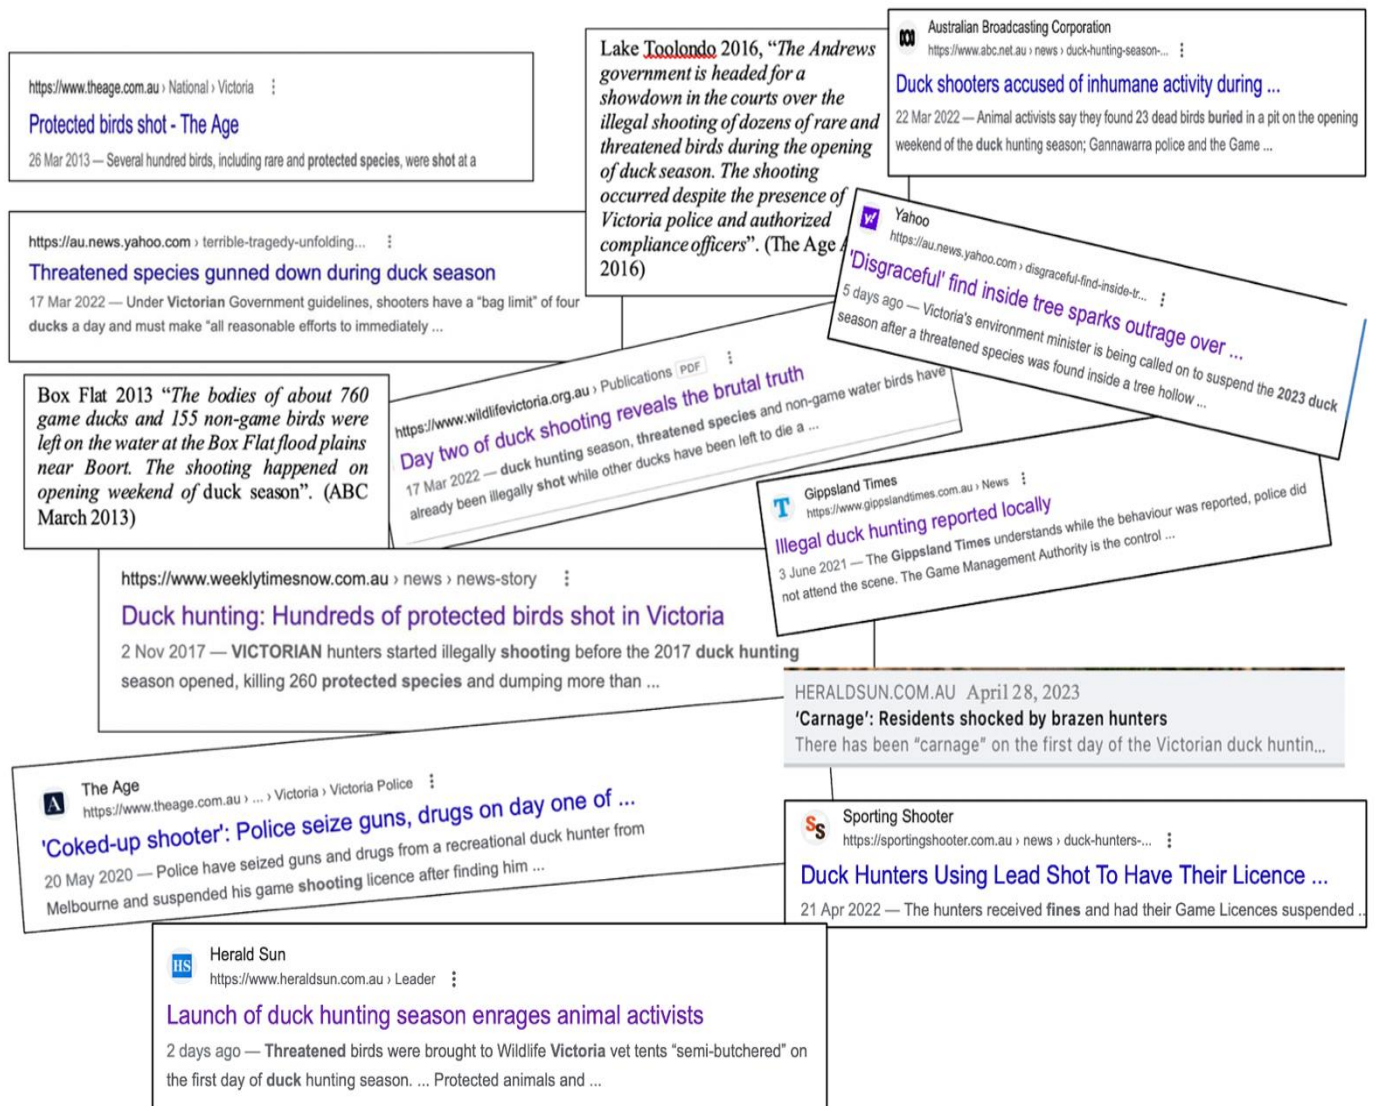 https://www.theage.com.au › National › Victoria
Protected birds shot - The Age
26 Mar 2013 — Several hundred birds, including rare and protected species, were shot at a
Lake Toolondo 2016, “The Andrews
government is headed for a
showdown in the courts over the
illegal shooting of dozens of rare and
threatened birds during the opening
of duck season. The shooting
occurred despite the presence of
Victoria police and authorized
compliance officers”. (The Age
2016)
Australian Broadcasting Corporation
https://www.abc.net.au › news › duck-hunting-season-...
Duck shooters accused of inhumane activity during ...
22 Mar 2022 — Animal activists say they found 23 dead birds buried in a pit on the opening
weekend of the duck hunting season; Gannawarra police and the Game ...
https://au.news.yahoo.com › terrible-tragedy-unfolding...
Threatened species gunned down during duck season
17 Mar 2022 — Under Victorian Government guidelines, shooters have a “bag limit” of four
ducks a day and must make “all reasonable efforts to immediately ...
y!
Yahoo
https://au.news.yahoo.com › disgraceful-find-inside-tr...
'Disgraceful' find inside tree sparks outrage over ...
5 days ago — Victoria's environment minister is being called on to suspend the 2023 duck
season after a threatened species was found inside a tree hollow ...
Box Flat 2013 “The bodies of about 760
game ducks and 155 non-game birds were
left on the water at the Box Flat flood plains
near Boort. The shooting happened on
opening weekend of duck season”. (ABC
March 2013)
https://www.wildlifevictoria.org.au › Publications PDF
Day two of duck shooting reveals the brutal truth
17 Mar 2022 — duck hunting season, threatened species and non-game water birds have
already been illegally shot while other ducks have been left to die a ...
T
Gippsland Times
https://www.gippslandtimes.com.au › News
Illegal duck hunting reported locally
3 June 2021 — The Gippsland Times understands while the behaviour was reported, police did
not attend the scene. The Game Management Authority is the control ...
https://www.weeklytimesnow.com.au › news › news-story
Duck hunting: Hundreds of protected birds shot in Victoria
2 Nov 2017 — VICTORIAN hunters started illegally shooting before the 2017 duck hunting
season opened, killing 260 protected species and dumping more than ...
HERALDSUN.COM.AU April 28, 2023
‘Carnage’: Residents shocked by brazen hunters
There has been “carnage” on the first day of the Victorian duck huntin...
A
The Age
https://www.theage.com.au › ... › Victoria › Victoria Police
'Coked-up shooter': Police seize guns, drugs on day one of ...
20 May 2020 — Police have seized guns and drugs from a recreational duck hunter from
Melbourne and suspended his game shooting licence after finding him ...
SS
Sporting Shooter
https://sportingshooter.com.au › news › duck-hunters-...
Duck Hunters Using Lead Shot To Have Their Licence ...
21 Apr 2022 — The hunters received fines and had their Game Licences suspended ..
HS
Herald Sun
https://www.heraldsun.com.au › Leader
Launch of duck hunting season enrages animal activists
2 days ago — Threatened birds were brought to Wildlife Victoria vet tents “semi-butchered” on
the first day of duck hunting season. ... Protected animals and ...